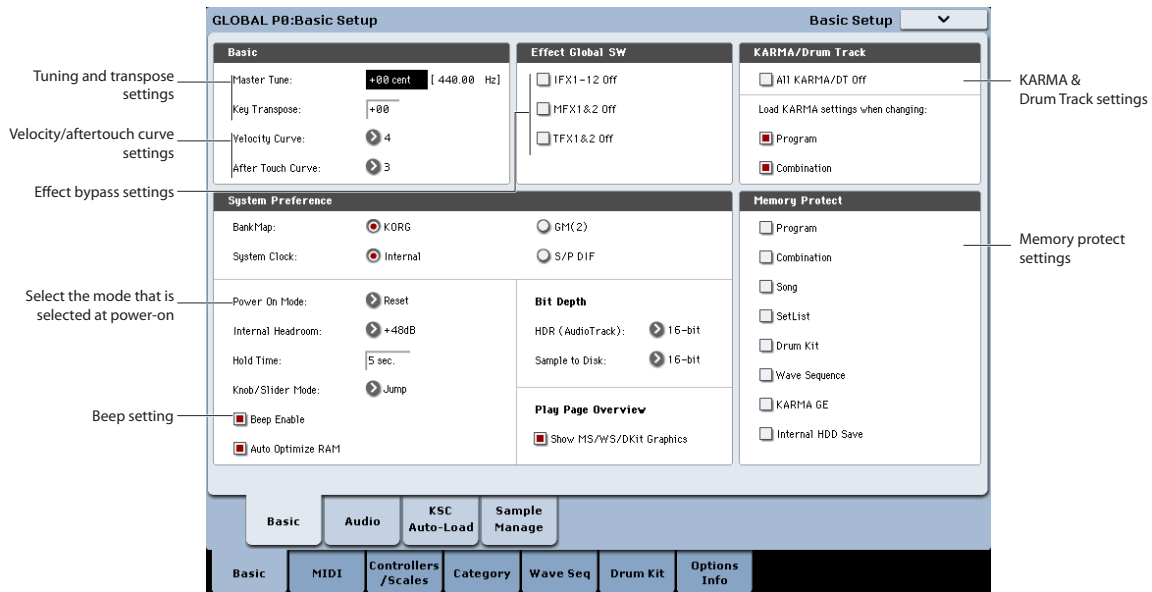 GLOBAL P0:Basic Setup
Basic Setup
Basic
Master Tune:
+00 cent
[ 440.00 Hz]
Key Transpose:
+00
Velocity Curve:
4
After Touch Curve:
3
Effect Global SW
IFX1-12 Off
MFX1&2 Off
TFX1&2 Off
KARMA/Drum Track
All KARMA/DT Off
Load KARMA settings when changing:
Program
Combination
System Preference
BankMap:
KORG
GM(2)
System Clock:
Internal
S/P DIF
Power On Mode:
Reset
Internal Headroom:
+48dB
Hold Time:
5 sec.
Knob/Slider Mode:
Jump
Beep Enable
Auto Optimize RAM
Bit Depth
HDR (AudioTrack):
16-bit
Sample to Disk:
16-bit
Play Page Overview
Show MS/WS/DKit Graphics
Memory Protect
Program
Combination
Song
SetList
Drum Kit
Wave Sequence
KARMA GE
Internal HDD Save
Basic
Audio
KSC
Auto-Load
Sample
Manage
Basic
MIDI
Controllers
/Scales
Category
Wave Seq
Drum Kit
Options
Info
Tuning and transpose
settings
Velocity/aftertouch curve
settings
Effect bypass settings
Select the mode that is
selected at power-on
Beep setting
KARMA &
Drum Track settings
Memory protect
settings